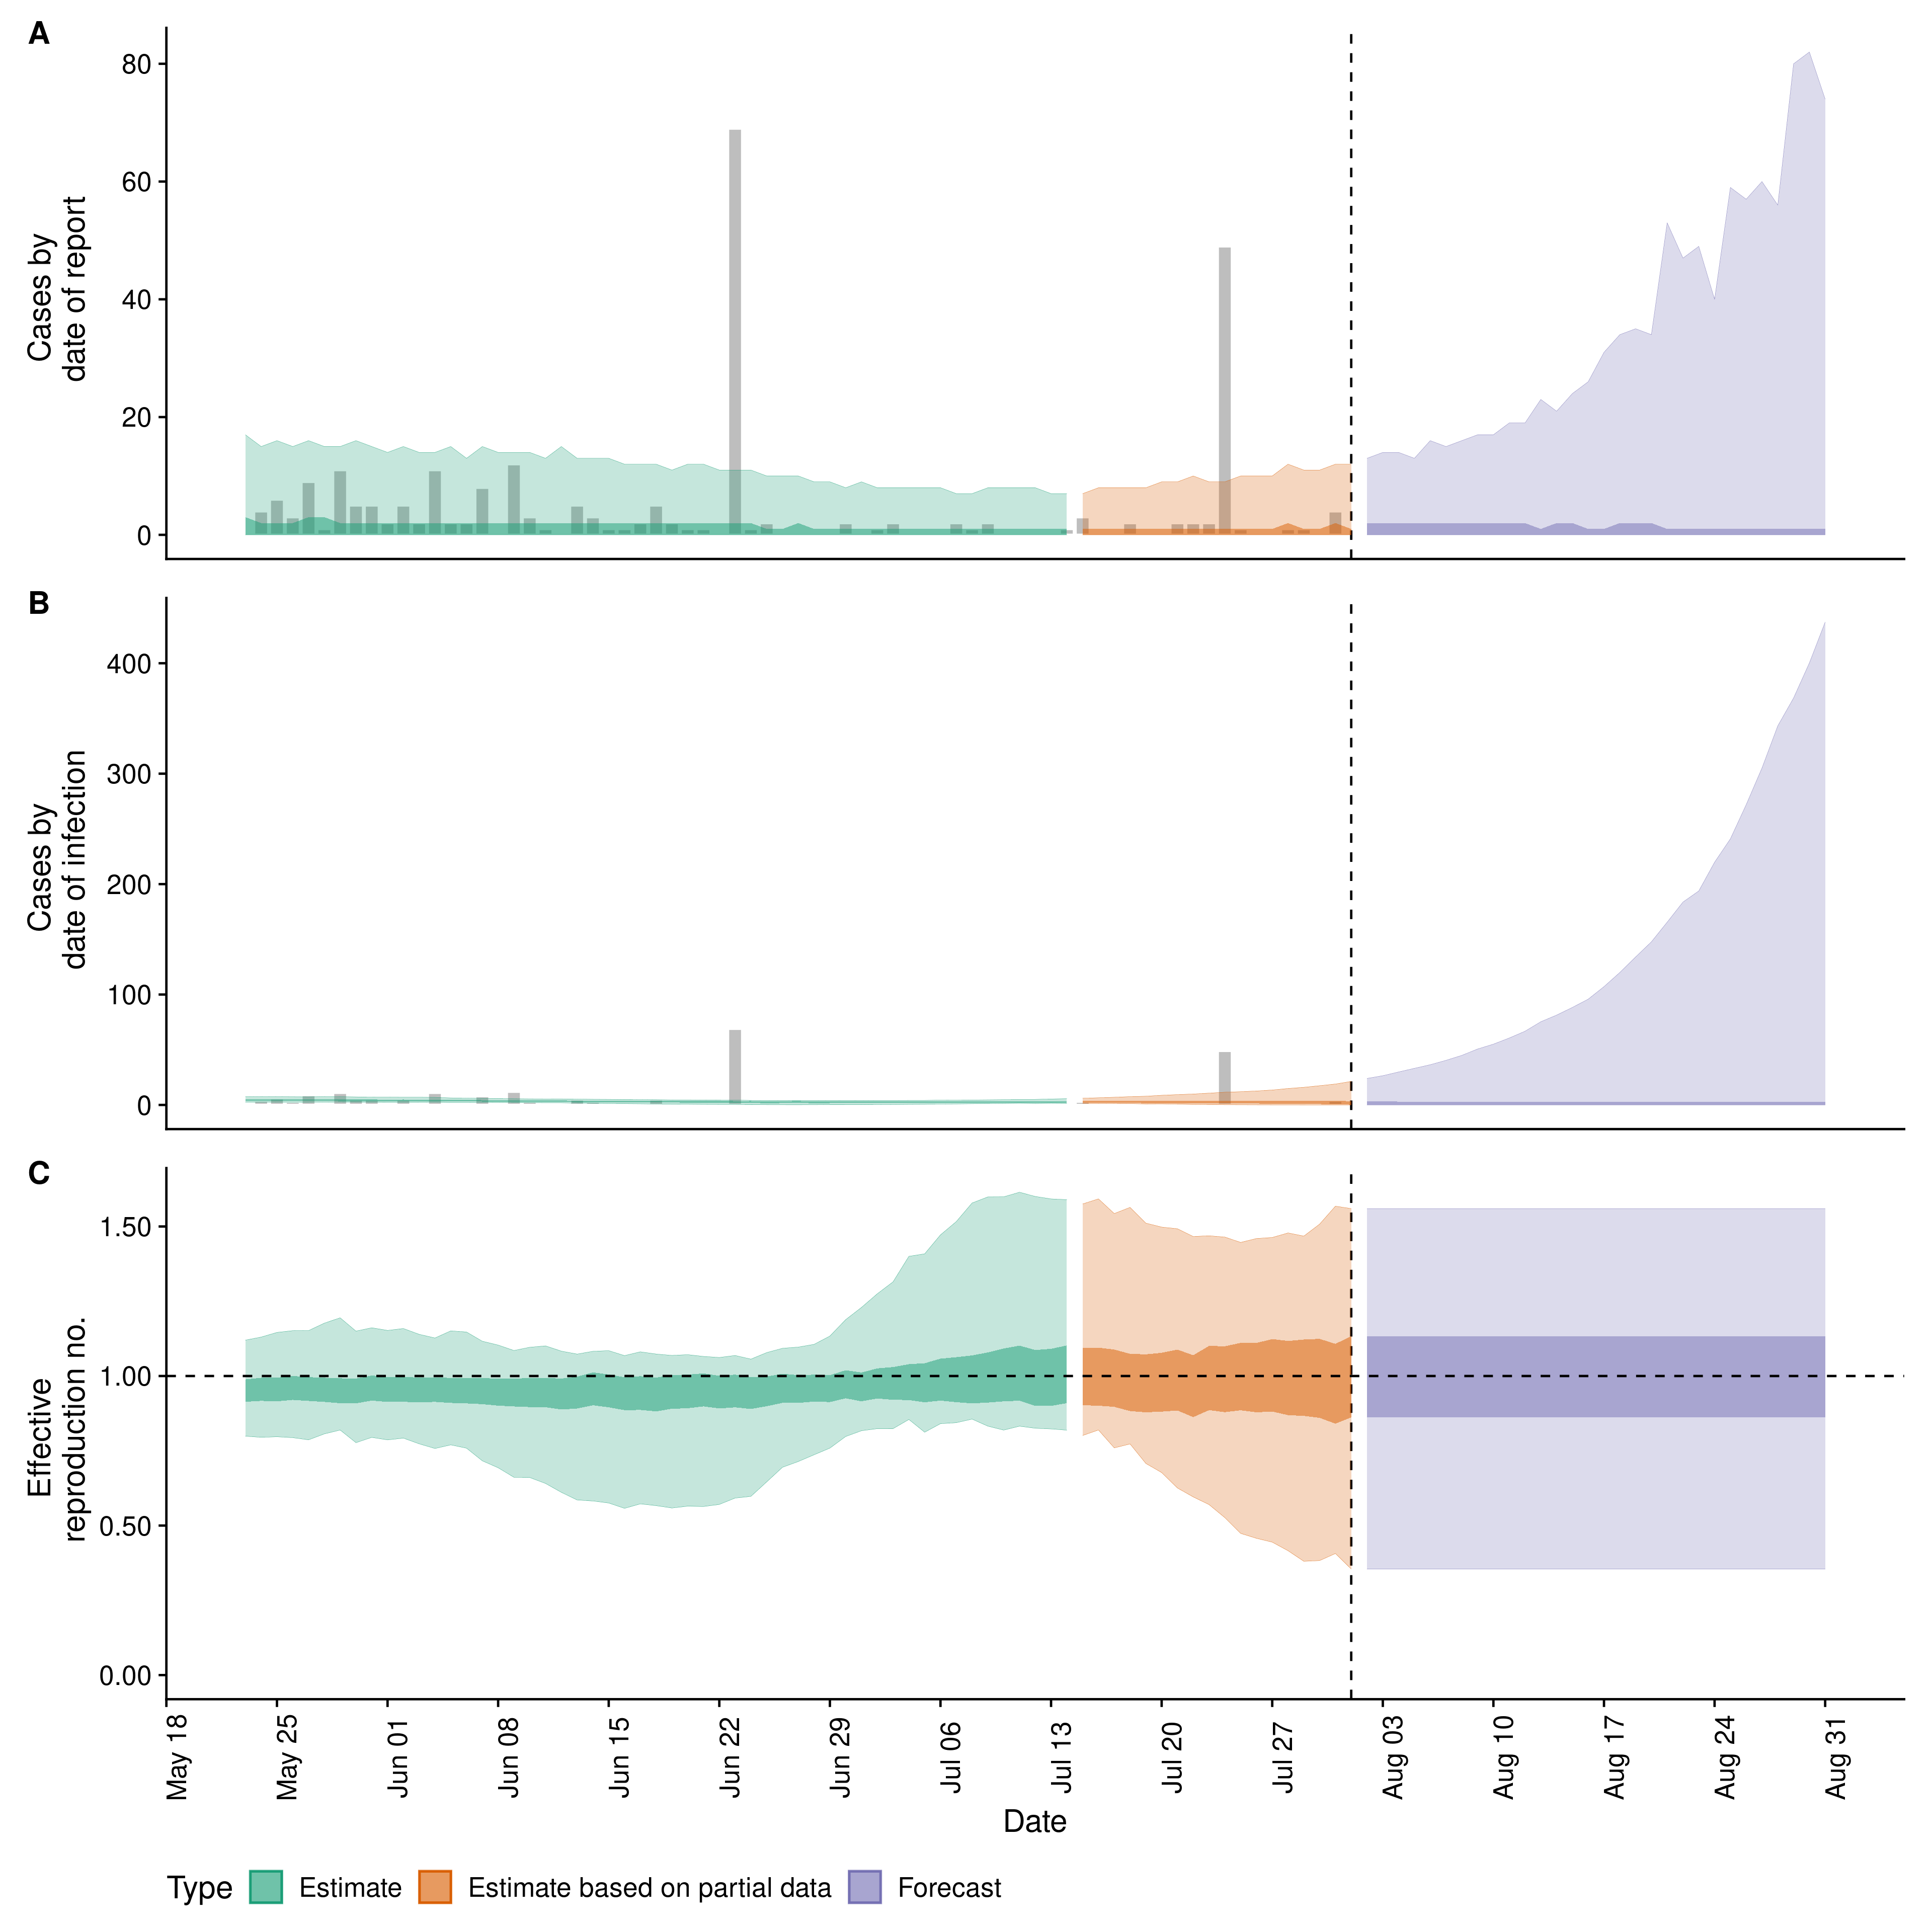 A
80
60
40
20
0
Cases by
date of report
B
400
300
200
100
0
Cases by
date of infection
C
1.50
1.00
0.50
0.00
Effective
reproduction no.
May 18
May 25
Jun 01
Jun 08
Jun 15
Jun 22
Jun 29
Jul 06
Jul 13
Jul 20
Jul 27
Aug 03
Aug 10
Aug 17
Aug 24
Aug 31
Date
Type Estimate Estimate based on partial data Forecast